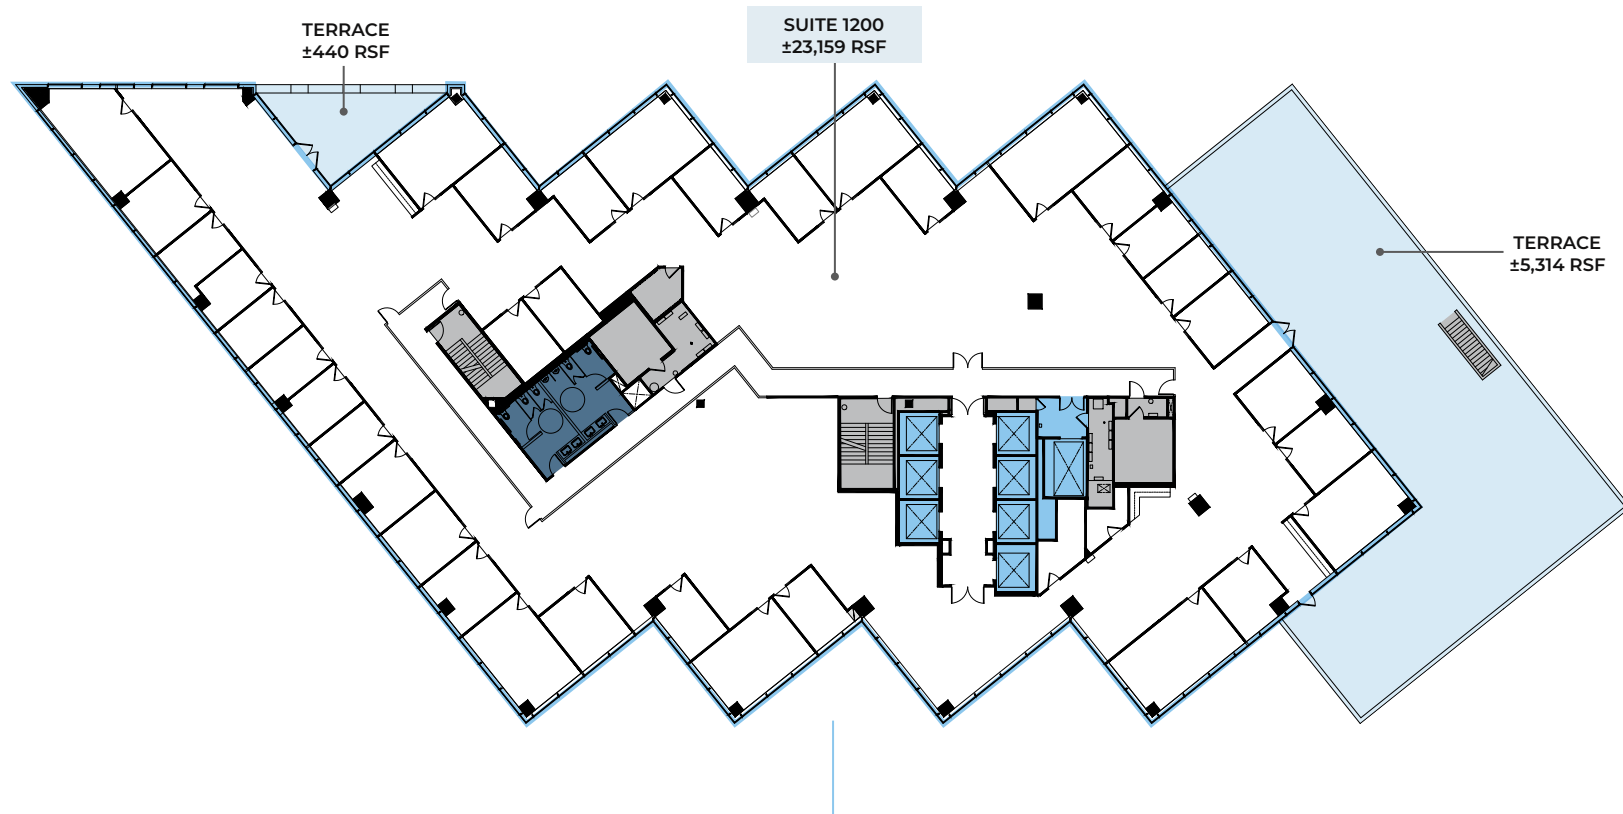 TERRACE
±440 RSF
SUITE 1200
±23,159 RSF
TERRACE
±5,314 RSF